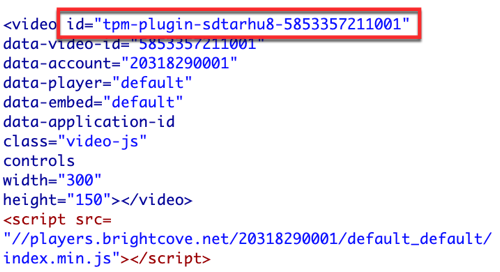 <video id="tpm-plugin-sdtarhu8-5853357211001"
data-video-id="5853357211001"
data-account="20318290001"
data-player="default"
data-embed="default"
data-application-id
class="video-js"
controls
width="300"
height="150"></video>
<script src=
"//players.brightcove.net/20318290001/default_default/
index.min.js"></script>